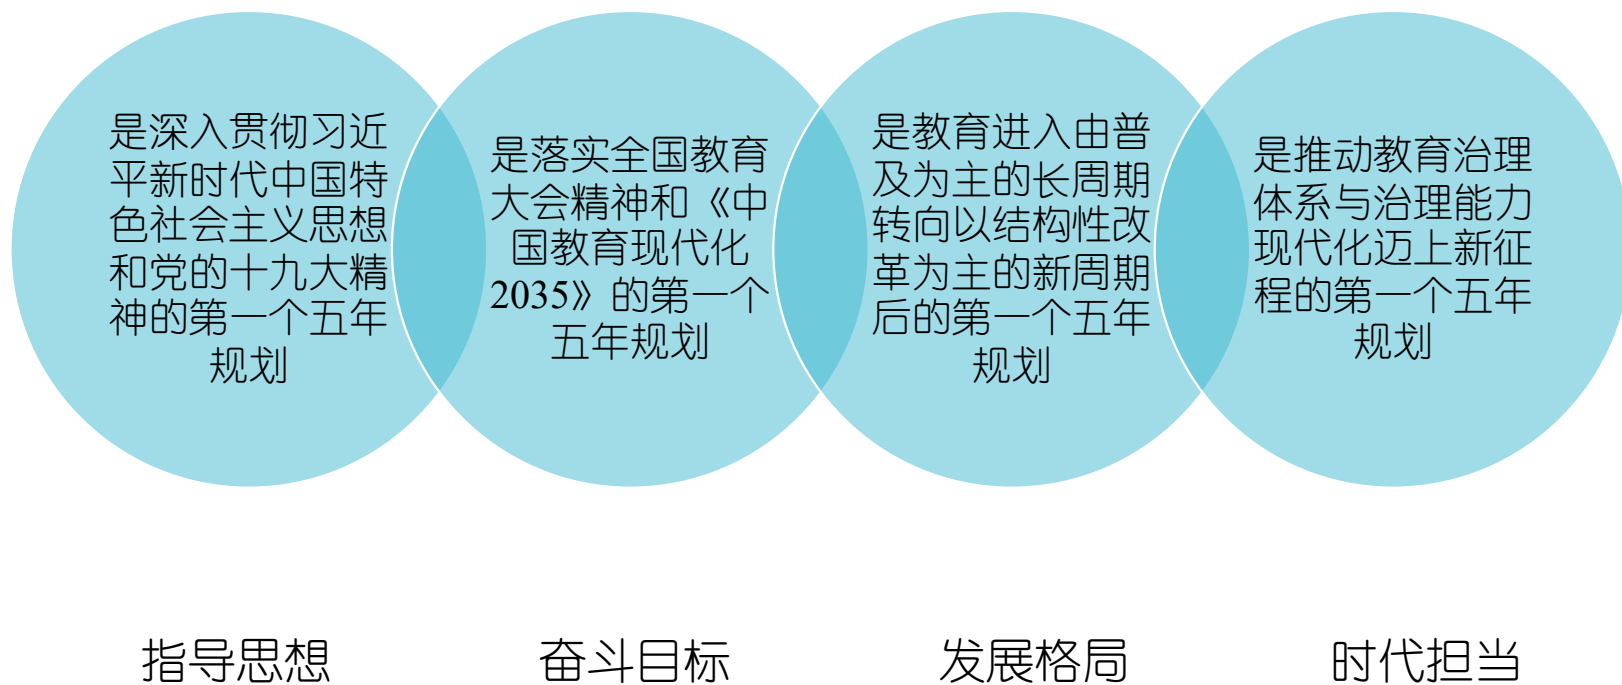 是深入贯彻习近
平新时代中国特
色社会主义思想
和党的十九大精
神的第一个五年
规划
是落实全国教育
大会精神和《中
国教育现代化
2035》的第一个
五年规划
是教育进入由普
及为主的长周期
转向以结构性改
革为主的新周期
后的第一个五年
规划
是推动教育治理
体系与治理能力
现代化迈上新征
程的第一个五年
规划
指导思想
奋斗目标
发展格局
时代担当